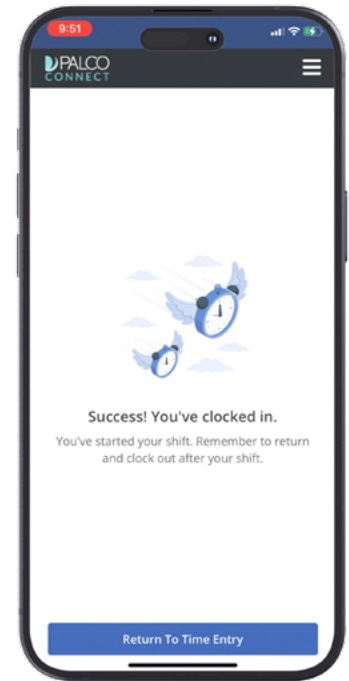 9:51
PALCO
CONNECT
Success! You've clocked in.
You've started your shift. Remember to return
and clock out after your shift.
Return To Time Entry